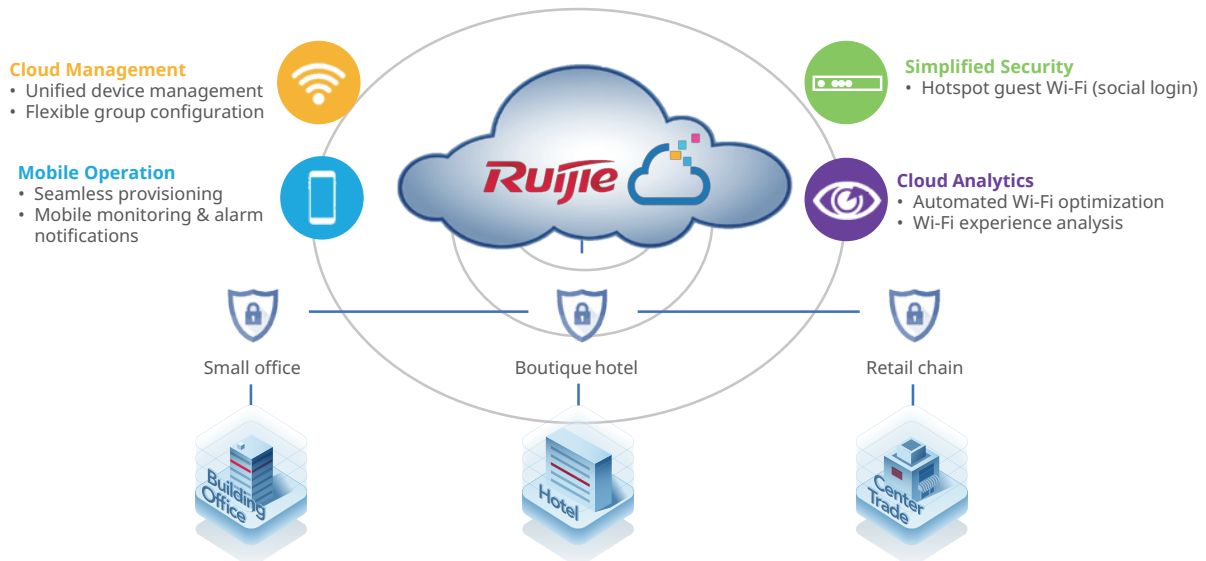 Cloud Management
• Unified device management
• Flexible group configuration
Mobile Operation
• Seamless provisioning
• Mobile monitoring & alarm
notifications
Ruijie
Simplified Security
• Hotspot guest Wi-Fi (social login)
Cloud Analytics
• Automated Wi-Fi optimization
• Wi-Fi experience analysis
Small office
Boutique hotel
Retail chain
Building
Office
Hotel
Center
Trade